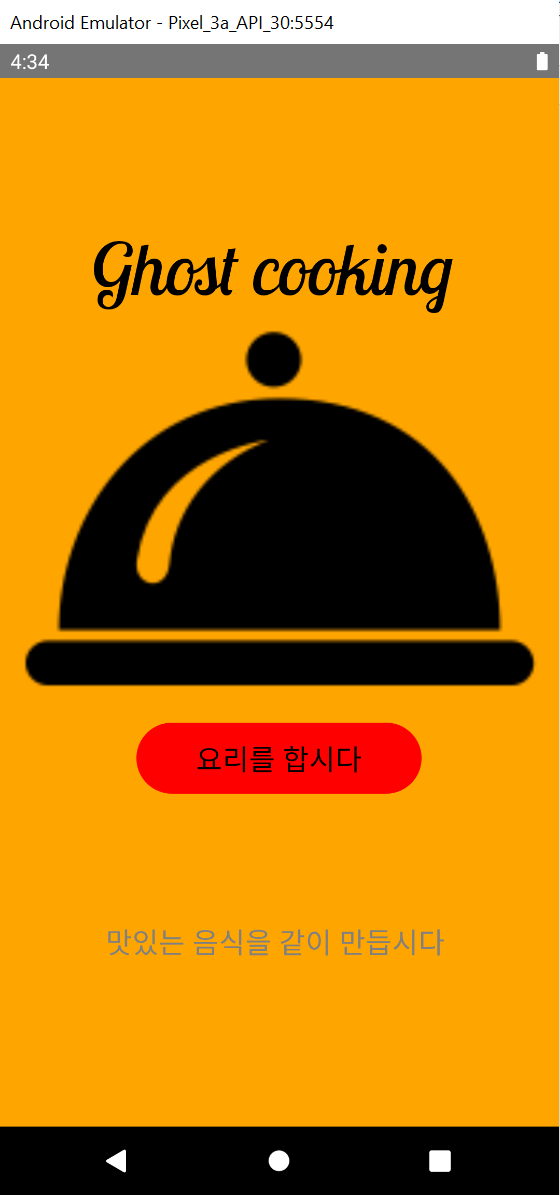 Android Emulator - Pixel_3a_API_30:5554
4:34
Ghost cooking
요리를 합시다
맛있는 음식을 같이 만듭시다